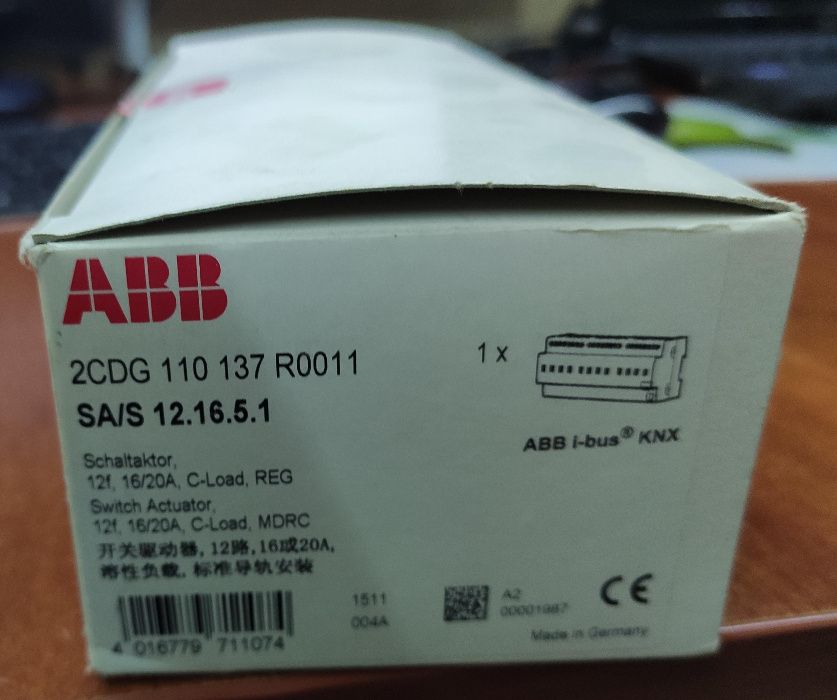 ABB
2CDG 110 137 R0011
SA/S 12.16.5.1
1 x
ABB i-bus® KNX
Schaltaktor,
12f, 16/20A, C-Load, REG
Switch Actuator,
12f, 16/20A, C-Load, MDRC
开关驱动器, 12路, 16或20A,
溶性负载, 标准导轨安装
4 016779 711074
1511
004A
A2
00001987
CE
Made in Germany